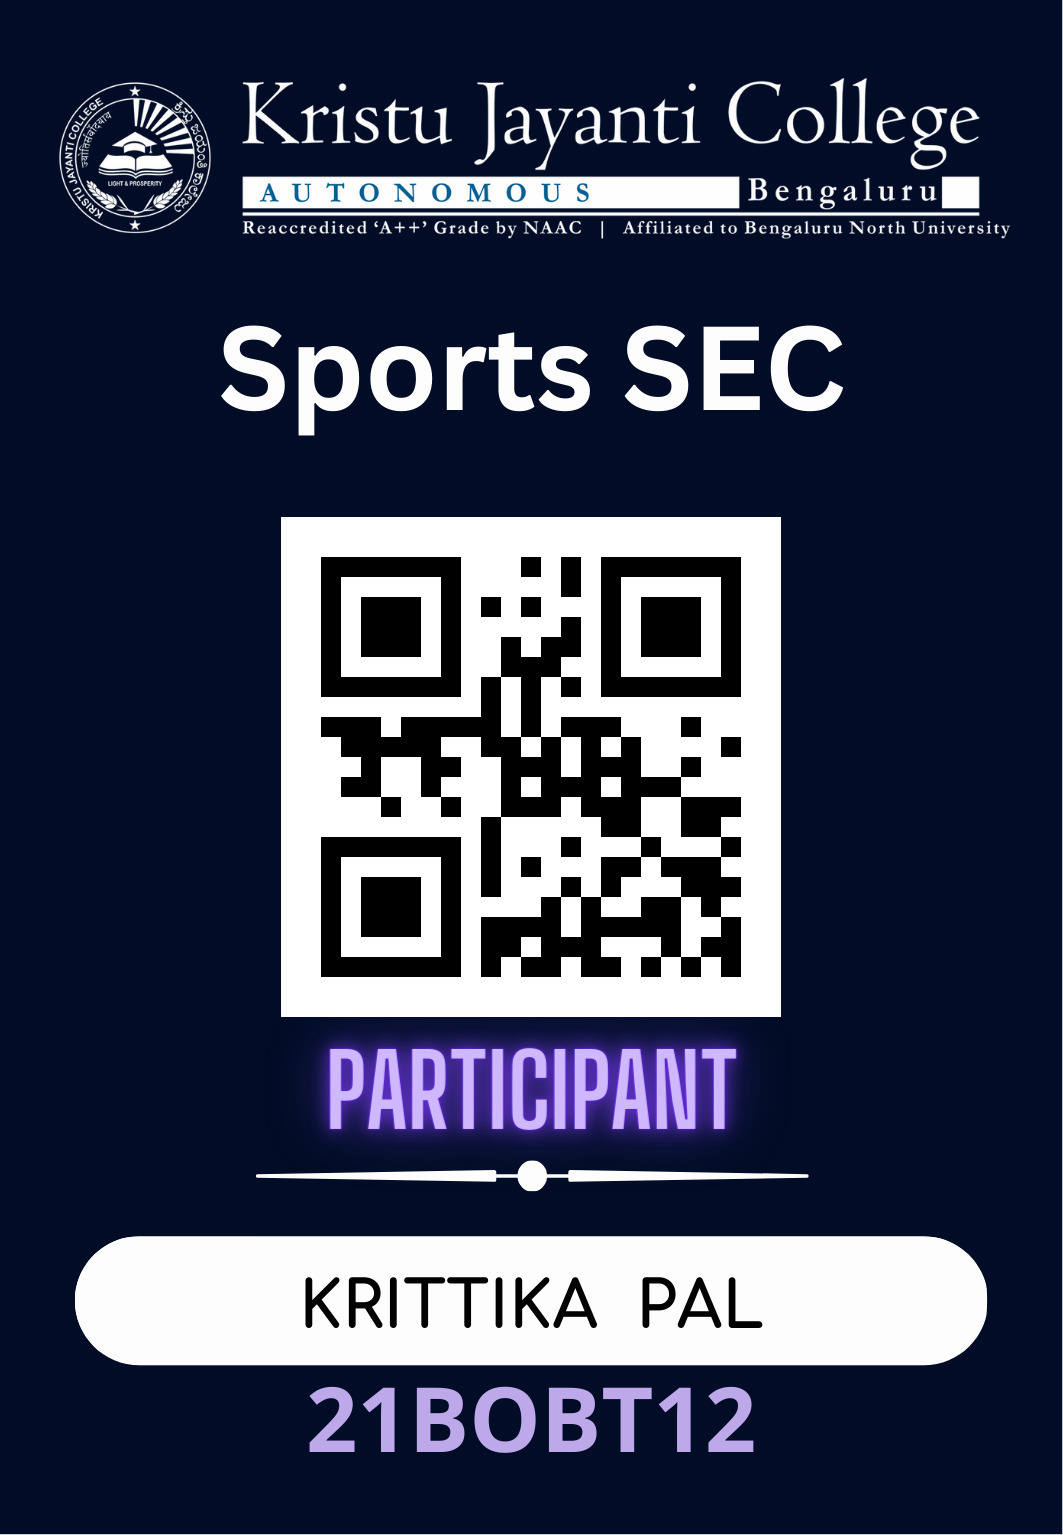 KRISTU JAYANTI COLLEGE
ಕ್ರಿಸ್ತು ಜಯಂತಿ ಕಾಲೇಜು
LIGHT & PROSPERITY
Kristu Jayanti College
AUTONOMOUS Bengaluru
Reaccredited ‘A++’ Grade by NAAC | Affiliated to Bengaluru North University
Sports SEC
PARTICIPANT
KRITTIKA PAL
21BOBT12